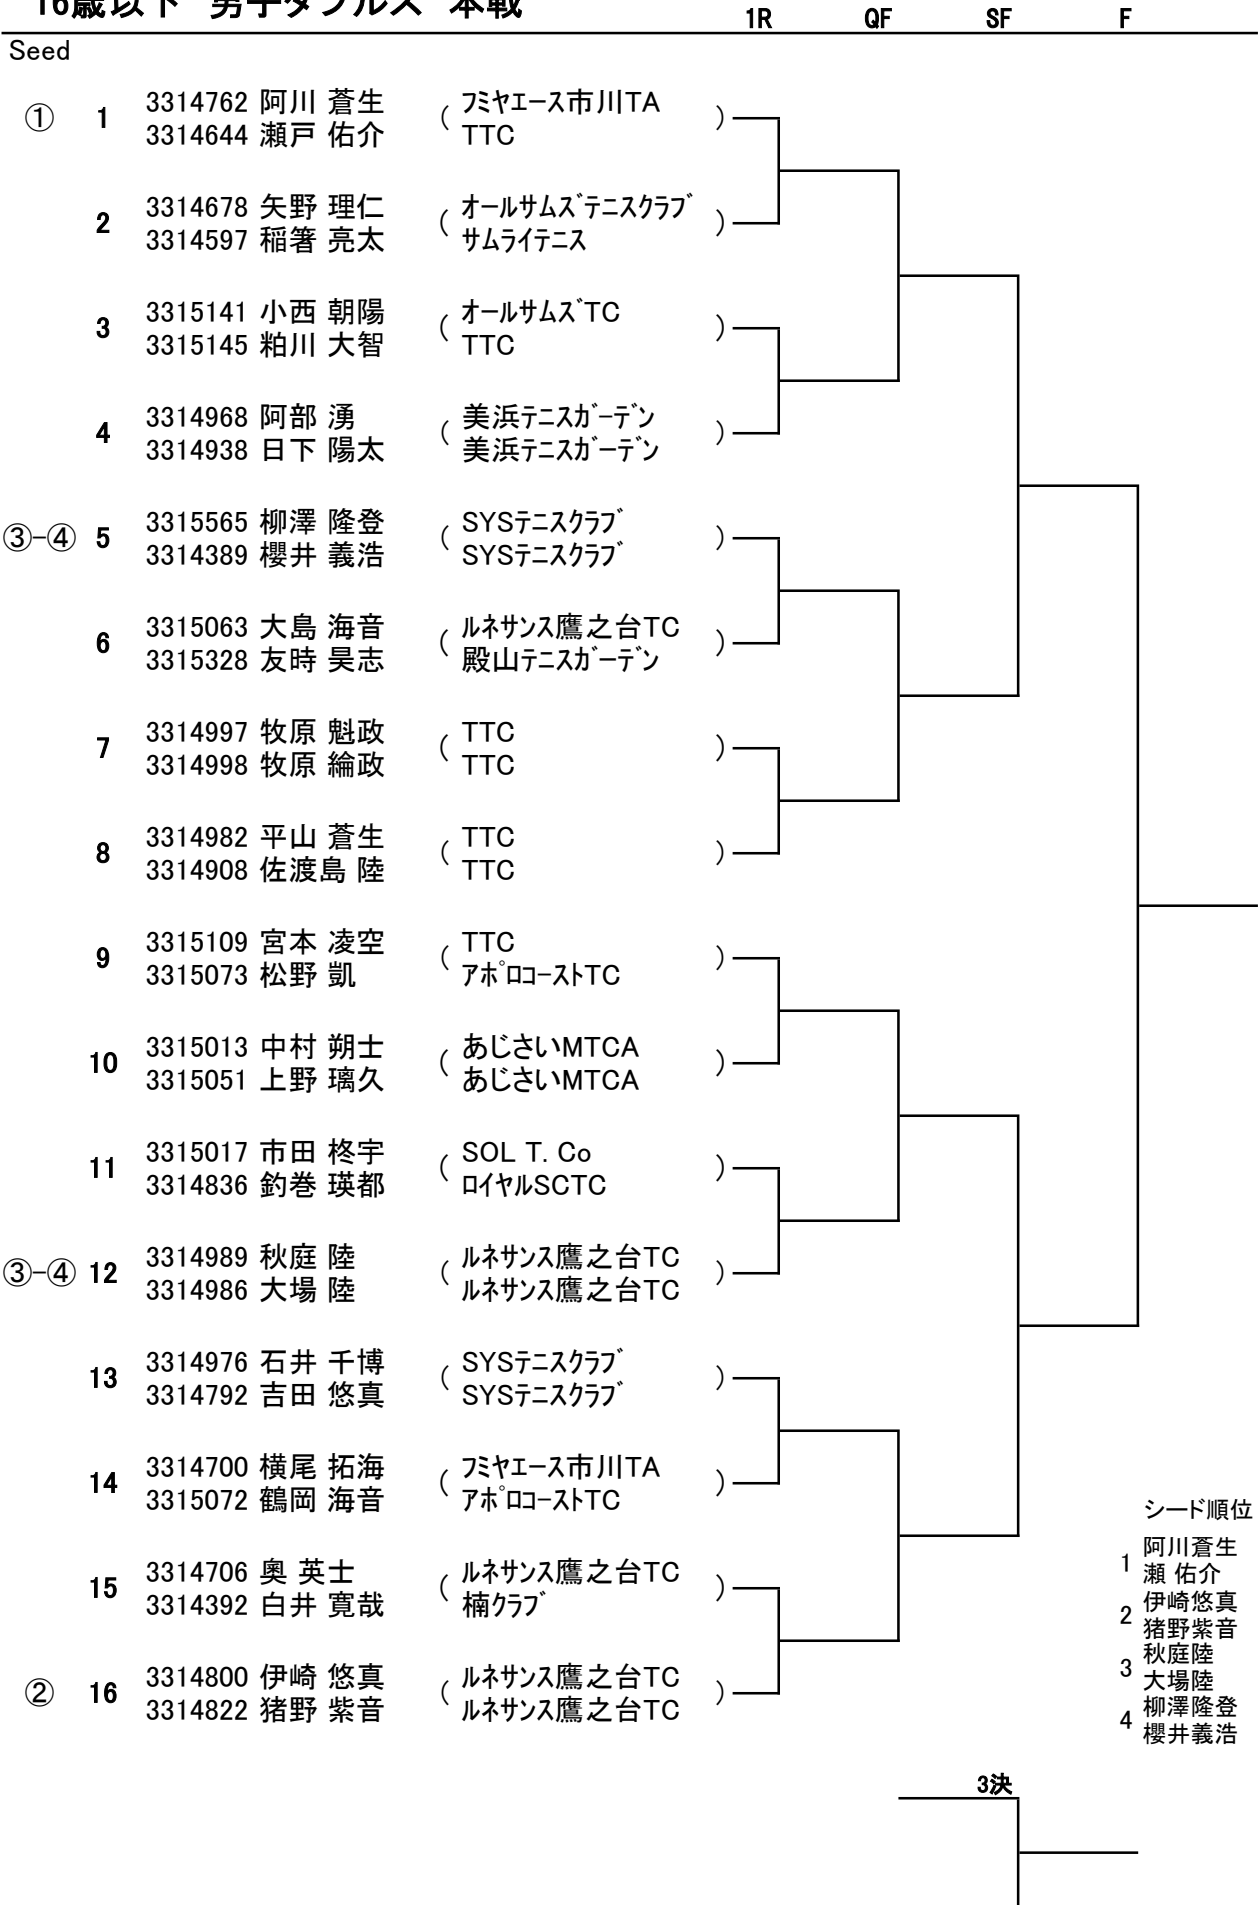 16歳以下 男子ダブルス 本戦
1R QF SF F
Seed
① 1 3314762 阿川 蒼生 ( フミヤエース市川TA )
3314644 瀬戸 佑介 TTC
2 3314678 矢野 理仁 ( オールサムズテニスクラブ )
3314597 稲箸 亮太 サムライテニス
3 3315141 小西 朝陽 ( オールサムズTC )
3315145 粕川 大智 TTC
4 3314968 阿部 湧 ( 美浜テニスガーデン )
3314938 日下 陽太 美浜テニスガーデン
③-④ 5 3315565 柳澤 隆登 ( SYSテニスクラブ )
3314389 櫻井 義浩 SYSテニスクラブ
6 3315063 大島 海音 ( ルネサンス鷹之台TC )
3315328 友時 昊志 殿山テニスガーデン
7 3314997 牧原 魁政 ( TTC )
3314998 牧原 綸政 TTC
8 3314982 平山 蒼生 ( TTC )
3314908 佐渡島 陸 TTC
9 3315109 宮本 凌空 ( TTC )
3315073 松野 凱 アポロコーストTC
10 3315013 中村 朔士 ( あじさいMTCA )
3315051 上野 璃久 あじさいMTCA
11 3315017 市田 柊宇 ( SOL T. Co )
3314836 釣巻 瑛都 ロイヤルSCTC
③-④ 12 3314989 秋庭 陸 ( ルネサンス鷹之台TC )
3314986 大場 陸 ルネサンス鷹之台TC
13 3314976 石井 千博 ( SYSテニスクラブ )
3314792 吉田 悠真 SYSテニスクラブ
14 3314700 横尾 拓海 ( フミヤエース市川TA )
3315072 鶴岡 海音 アポロコーストTC
15 3314706 奥 英士 ( ルネサンス鷹之台TC )
3314392 白井 寛哉 楠クラブ
② 16 3314800 伊崎 悠真 ( ルネサンス鷹之台TC )
3314822 猪野 紫音 ルネサンス鷹之台TC
シード順位
1 阿川蒼生
瀬 佑介
2 伊崎悠真
猪野紫音
3 秋庭陸
大場陸
4 柳澤隆登
櫻井義浩
3決